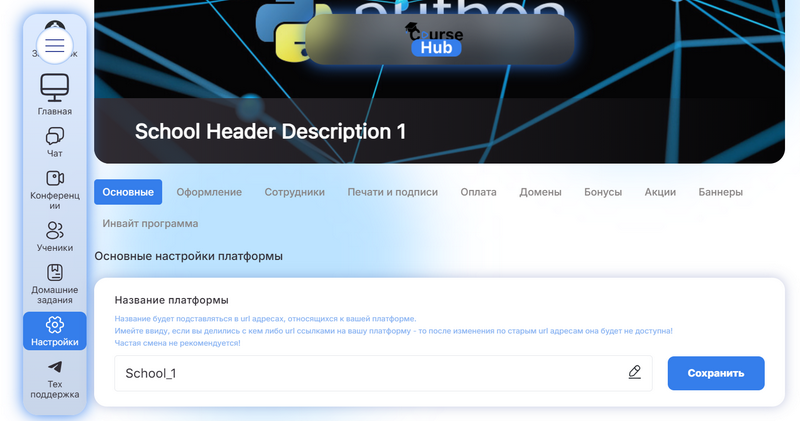 Course
Hub
School Header Description 1
Главная
Чат
Конференц
ии
Ученики
Домашние
задания
Настройки
Тех
поддержка
Основные Оформление Сотрудники Печати и подписи Оплата Домены Бонусы Акции Баннеры
Инвайт программа
Основные настройки платформы
Название платформы
Название будет подставляться в url адресах, относящихся к вашей платформе.
Имейте ввиду, если вы делились с кем либо url ссылками на вашу платформу - то после изменения по старым url адресам она будет не доступна!
Частая смена не рекомендуется!
School_1
Сохранить